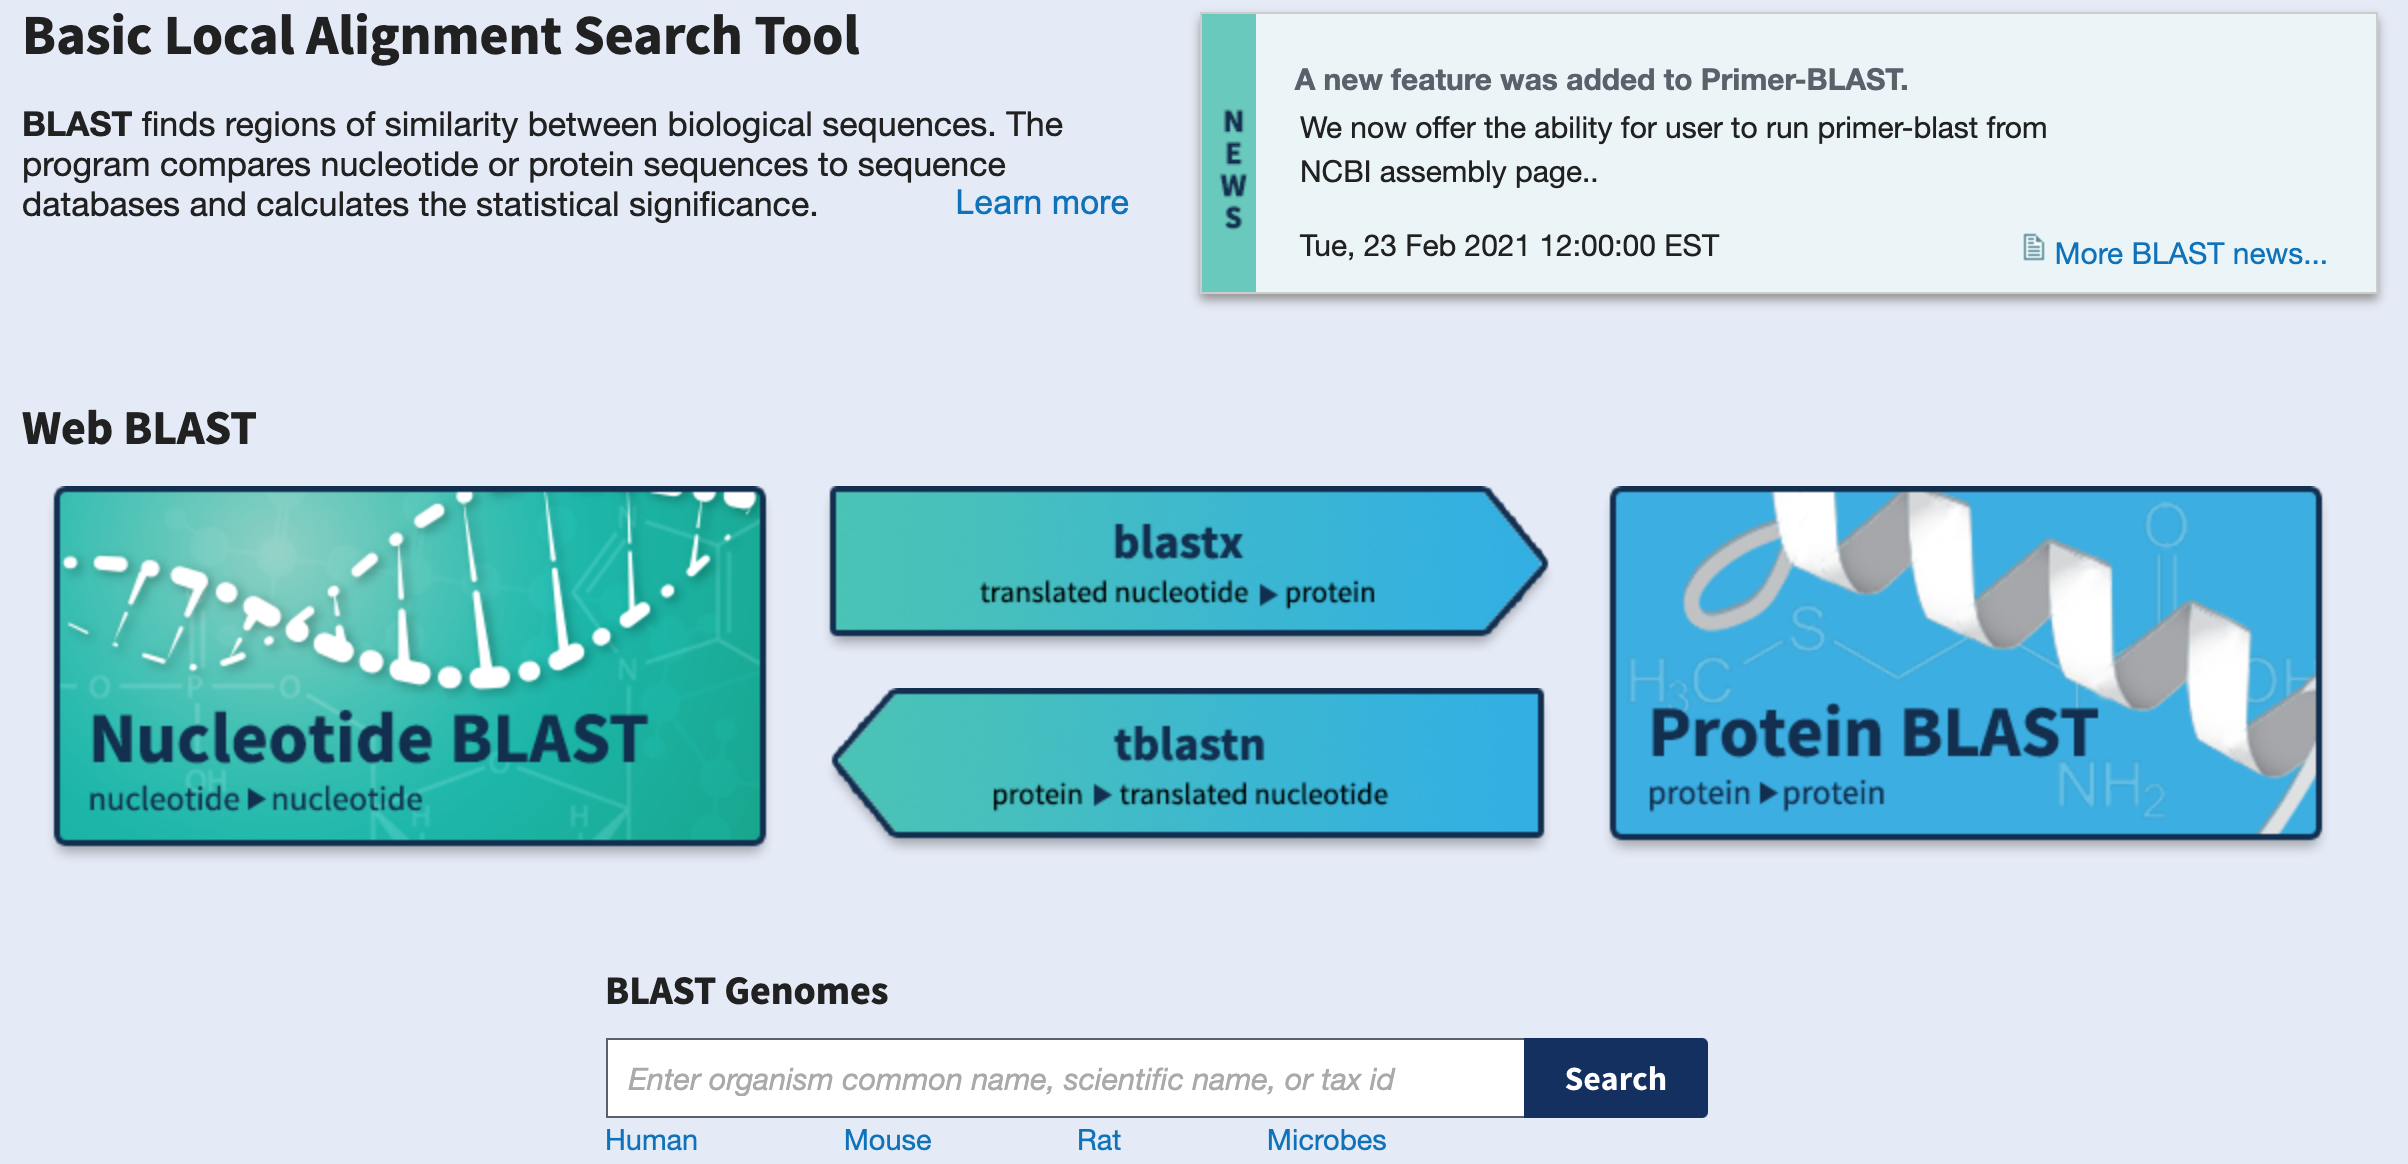 Basic Local Alignment Search Tool
BLAST finds regions of similarity between biological sequences. The
program compares nucleotide or protein sequences to sequence
databases and calculates the statistical significance.
Learn more
NEWS
A new feature was added to Primer-BLAST.
We now offer the ability for user to run primer-blast from
NCBI assembly page..
Tue, 23 Feb 2021 12:00:00 EST
More BLAST news...
Web BLAST
N
N
O P O
OH
O
H H
Nucleotide BLAST
nucleotide ▶ nucleotide
blastx
translated nucleotide ▶ protein
tblastn
protein ▶ translated nucleotide
O
S
H₃C
OH
NH₂
Protein BLAST
protein ▶ protein
BLAST Genomes
Enter organism common name, scientific name, or tax id
Search
Human Mouse Rat Microbes